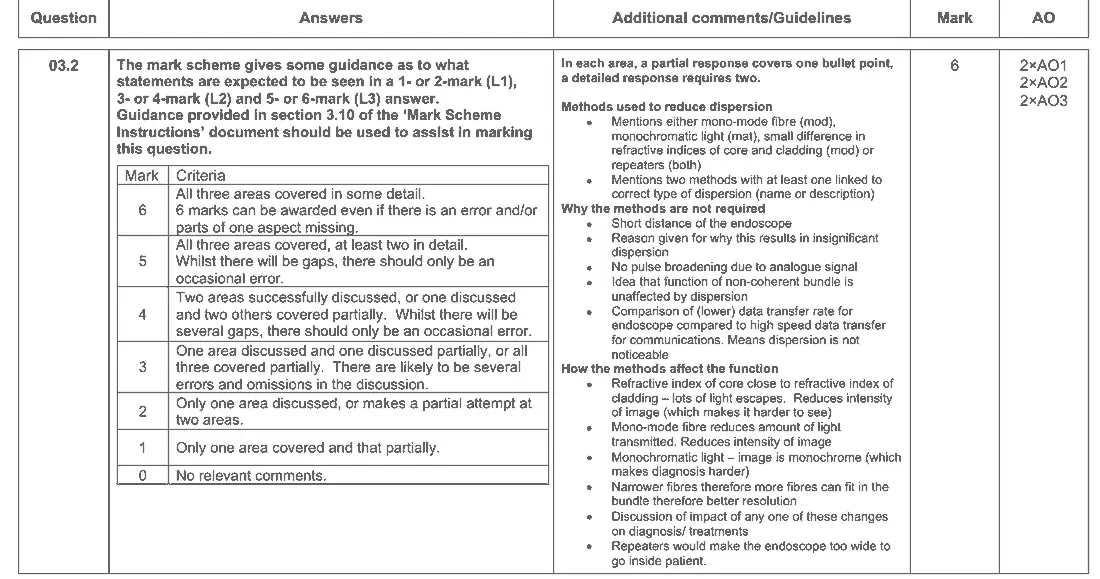 Question Answers Additional comments/Guidelines Mark AO
03.2
The mark scheme gives some guidance as to what
statements are expected to be seen in a 1- or 2-mark (L1),
3- or 4-mark (L2) and 5- or 6-mark (L3) answer.
Guidance provided in section 3.10 of the ‘Mark Scheme
Instructions’ document should be used to assist in marking
this question.
Mark Criteria
6
All three areas covered in some detail.
6 marks can be awarded even if there is an error and/or
parts of one aspect missing.
5
All three areas covered, at least two in detail.
Whilst there will be gaps, there should only be an
occasional error.
4
Two areas successfully discussed, or one discussed
and two others covered partially. Whilst there will be
several gaps, there should only be an occasional error.
3
One area discussed and one discussed partially, or all
three covered partially. There are likely to be several
errors and omissions in the discussion.
2
Only one area discussed, or makes a partial attempt at
two areas.
1
Only one area covered and that partially.
0
No relevant comments.
In each area, a partial response covers one bullet point,
a detailed response requires two.
Methods used to reduce dispersion
• Mentions either mono-mode fibre (mod),
monochromatic light (mat), small difference in
refractive indices of core and cladding (mod) or
repeaters (both)
• Mentions two methods with at least one linked to
correct type of dispersion (name or description)
Why the methods are not required
• Short distance of the endoscope
• Reason given for why this results in insignificant
dispersion
• No pulse broadening due to analogue signal
• Idea that function of non-coherent bundle is
unaffected by dispersion
• Comparison of (lower) data transfer rate for
endoscope compared to high speed data transfer
for communications. Means dispersion is not
noticeable
How the methods affect the function
• Refractive index of core close to refractive index of
cladding – lots of light escapes. Reduces intensity
of image (which makes it harder to see)
• Mono-mode fibre reduces amount of light
transmitted. Reduces intensity of image
• Monochromatic light – image is monochrome (which
makes diagnosis harder)
• Narrower fibres therefore more fibres can fit in the
bundle therefore better resolution
• Discussion of impact of any one of these changes
on diagnosis/ treatments
• Repeaters would make the endoscope too wide to
go inside patient.
6
2×AO1
2×AO2
2×AO3